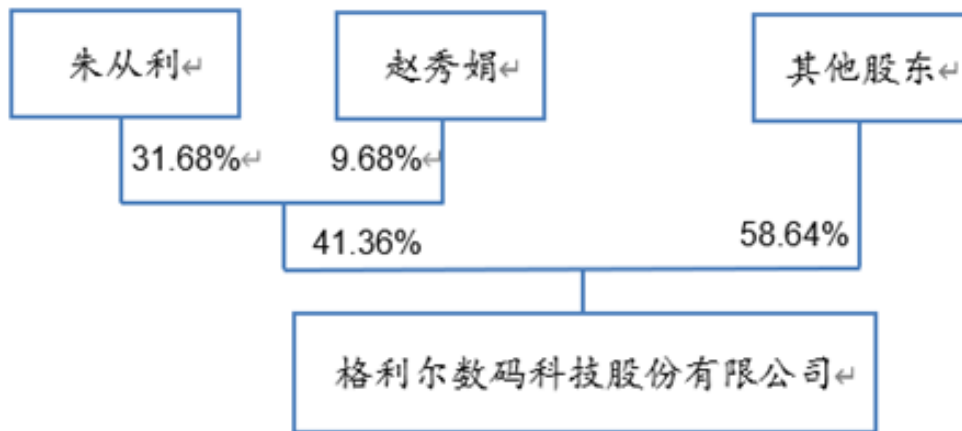 朱从利
赵秀娟
其他股东
31.68%
9.68%
41.36%
58.64%
格利尔数码科技股份有限公司